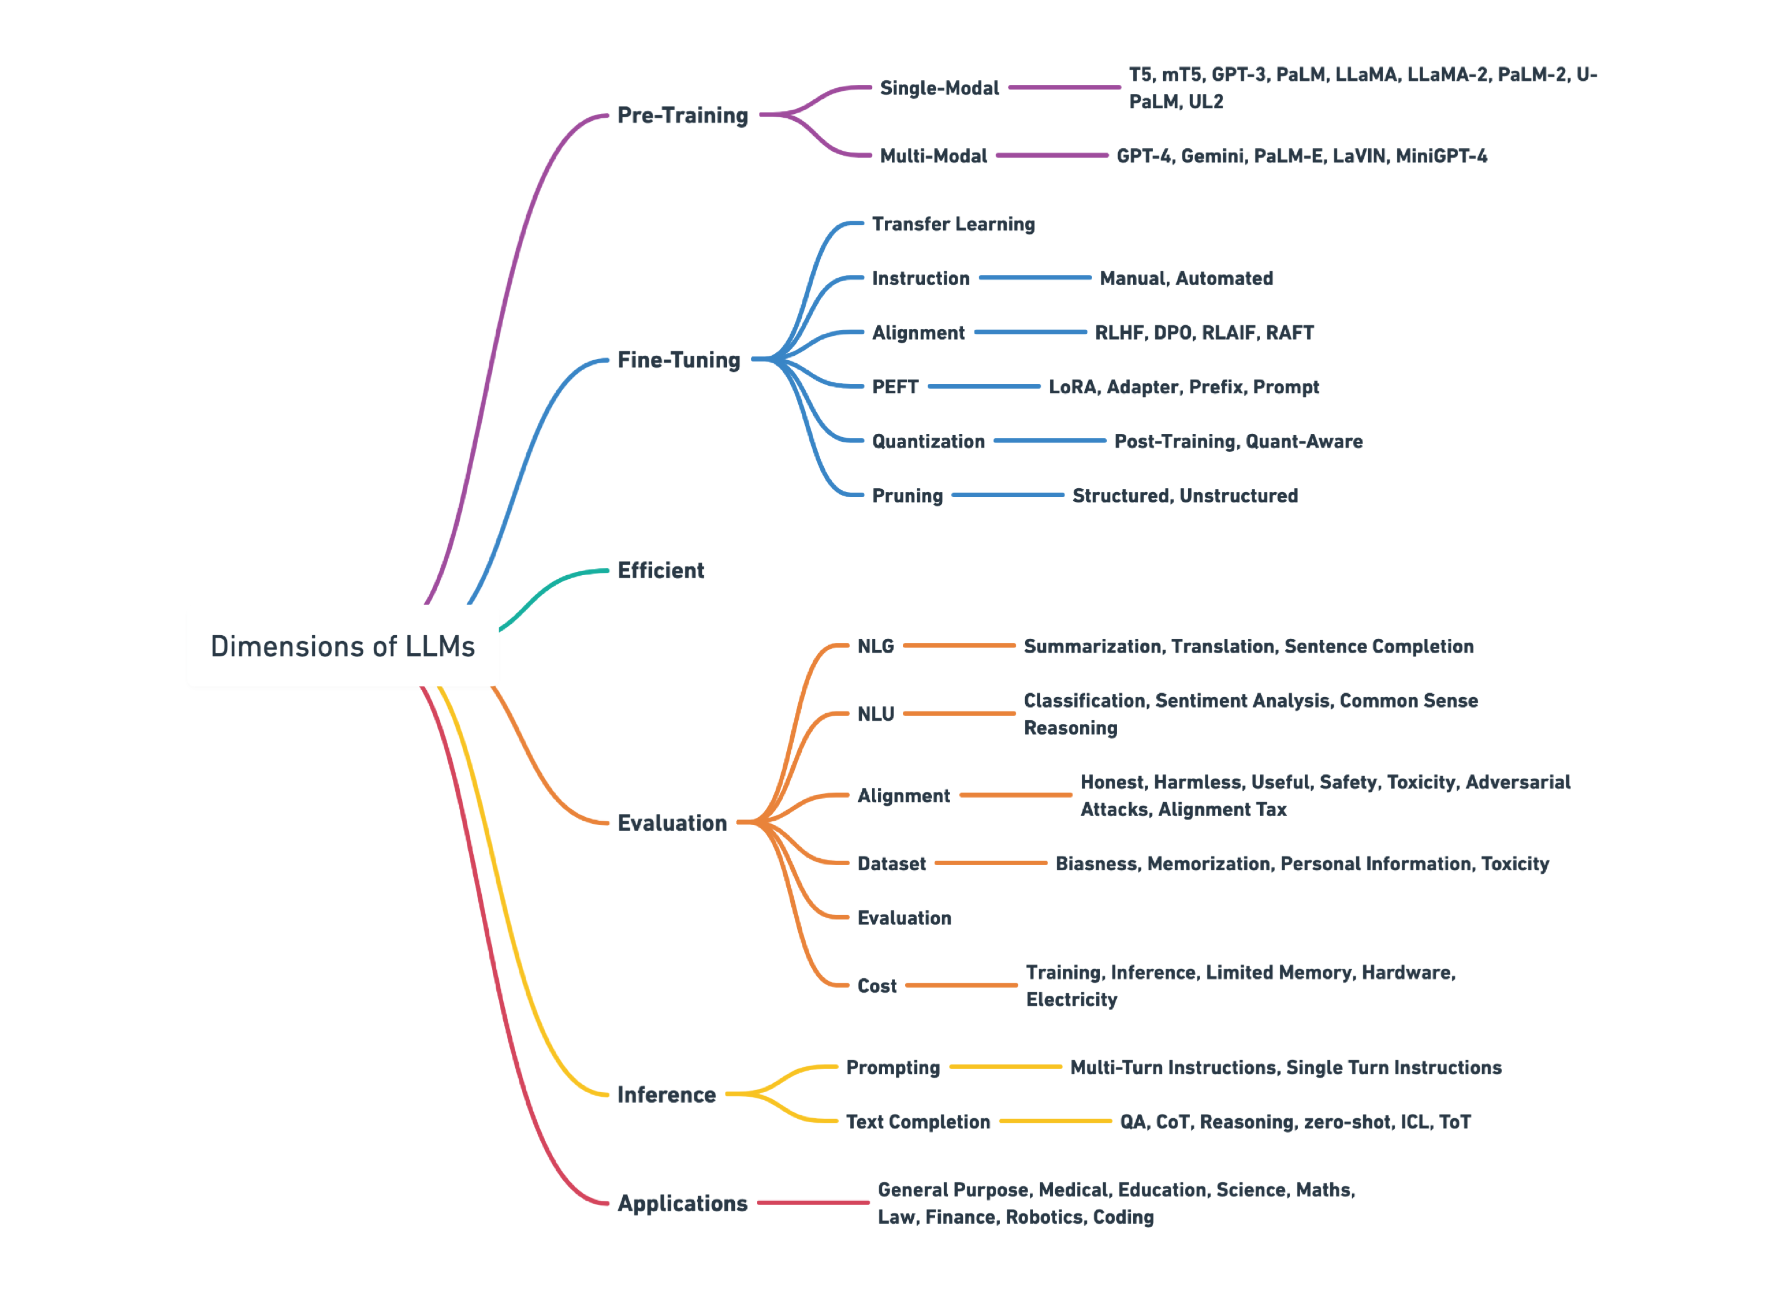 Dimensions of LLMs
Pre-Training
Single-Modal
T5, mT5, GPT-3, PaLM, LLaMA, LLaMA-2, PaLM-2, U-
PaLM, UL2
Multi-Modal
GPT-4, Gemini, PaLM-E, LaVIN, MiniGPT-4
Fine-Tuning
Transfer Learning
Instruction
Manual, Automated
Alignment
RLHF, DPO, RLAIF, RAFT
PEFT
LoRA, Adapter, Prefix, Prompt
Quantization
Post-Training, Quant-Aware
Pruning
Structured, Unstructured
Efficient
Evaluation
NLG
Summarization, Translation, Sentence Completion
NLU
Classification, Sentiment Analysis, Common Sense
Reasoning
Alignment
Honest, Harmless, Useful, Safety, Toxicity, Adversarial
Attacks, Alignment Tax
Dataset
Biasness, Memorization, Personal Information, Toxicity
Evaluation
Cost
Training, Inference, Limited Memory, Hardware,
Electricity
Inference
Prompting
Multi-Turn Instructions, Single Turn Instructions
Text Completion
QA, CoT, Reasoning, zero-shot, ICL, ToT
Applications
General Purpose, Medical, Education, Science, Maths,
Law, Finance, Robotics, Coding